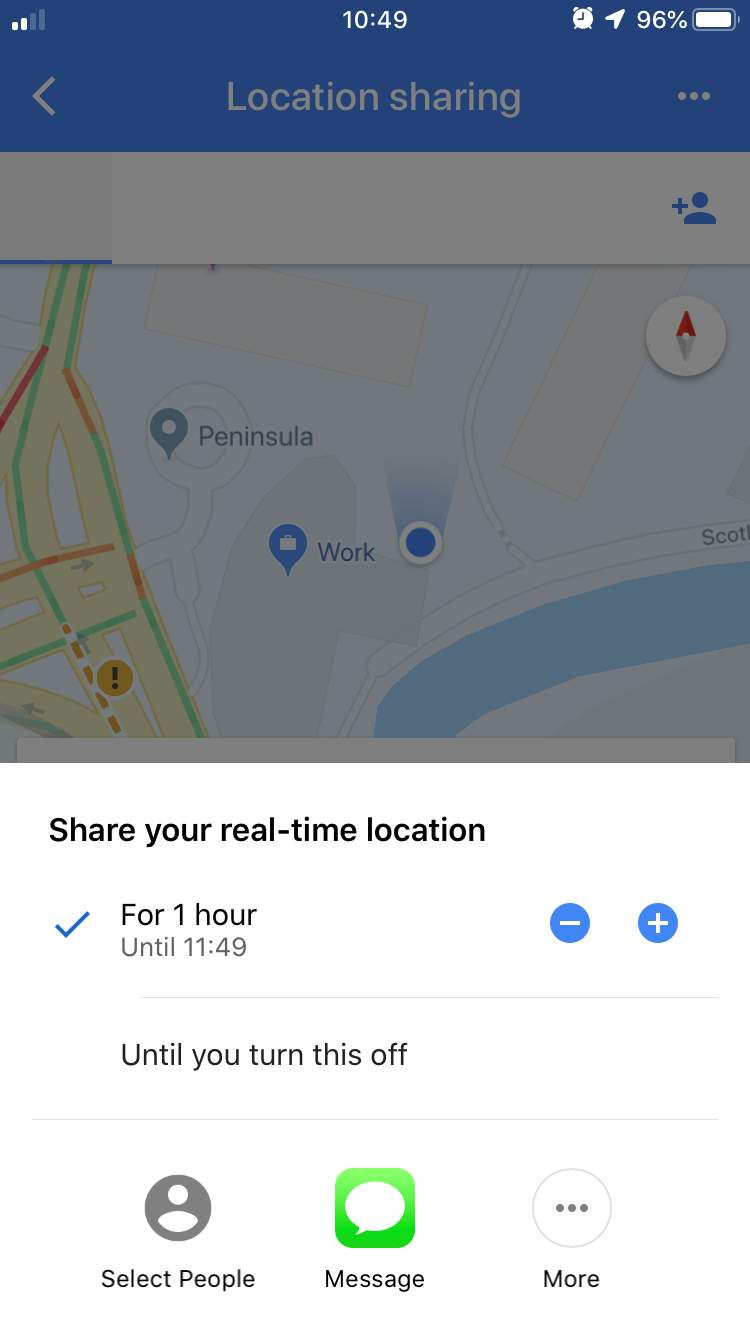 10:49
96%
Location sharing
Peninsula
Work
Share your real-time location
For 1 hour
Until 11:49
Until you turn this off
Select People
Message
More